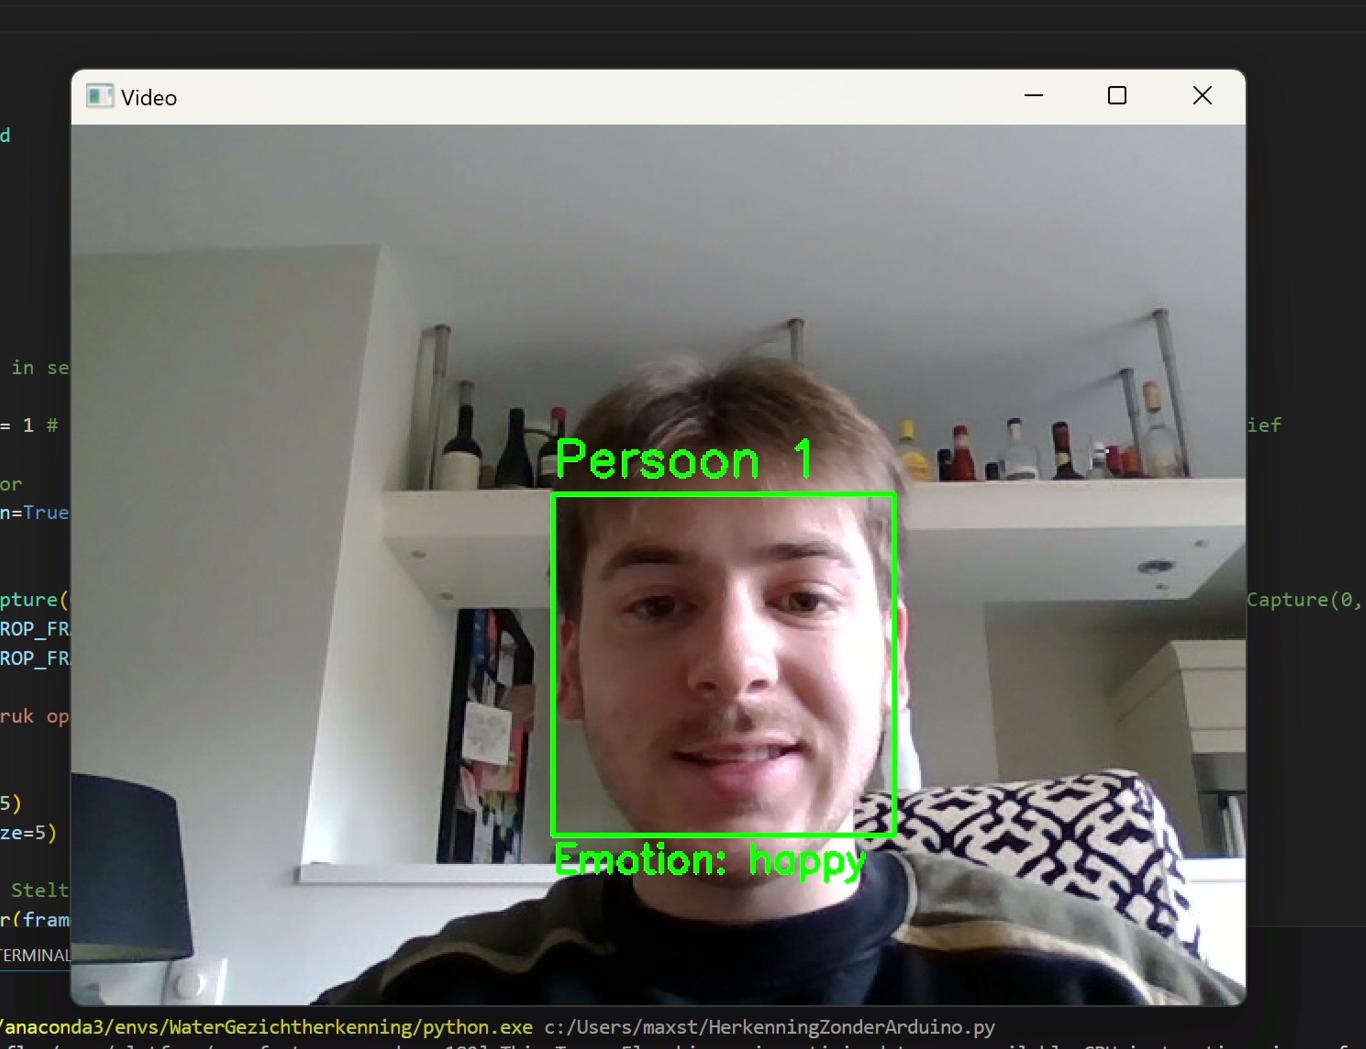 Video
d
in se
= 1 #
ief
or
n=True
pture(
Capture(0,
ROP_FR
ROP_FR
ruk op
5)
ze=5)
Stelt
r(fram
TERMINAL
Persoon 1
Emotion: happy
/anaconda3/envs/WaterGezichtherkenning/python.exe c:/Users/maxst/HerkenningZonderArduino.py